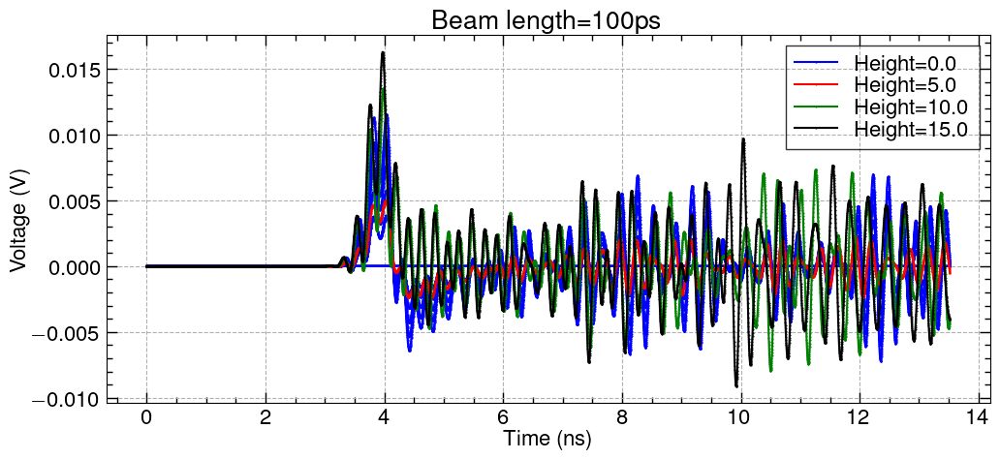 Beam length=100ps
Height=0.0
Height=5.0
Height=10.0
Height=15.0
Voltage (V)
0.015
0.010
0.005
0.000
−0.005
−0.010
0 2 4 6 8 10 12 14
Time (ns)